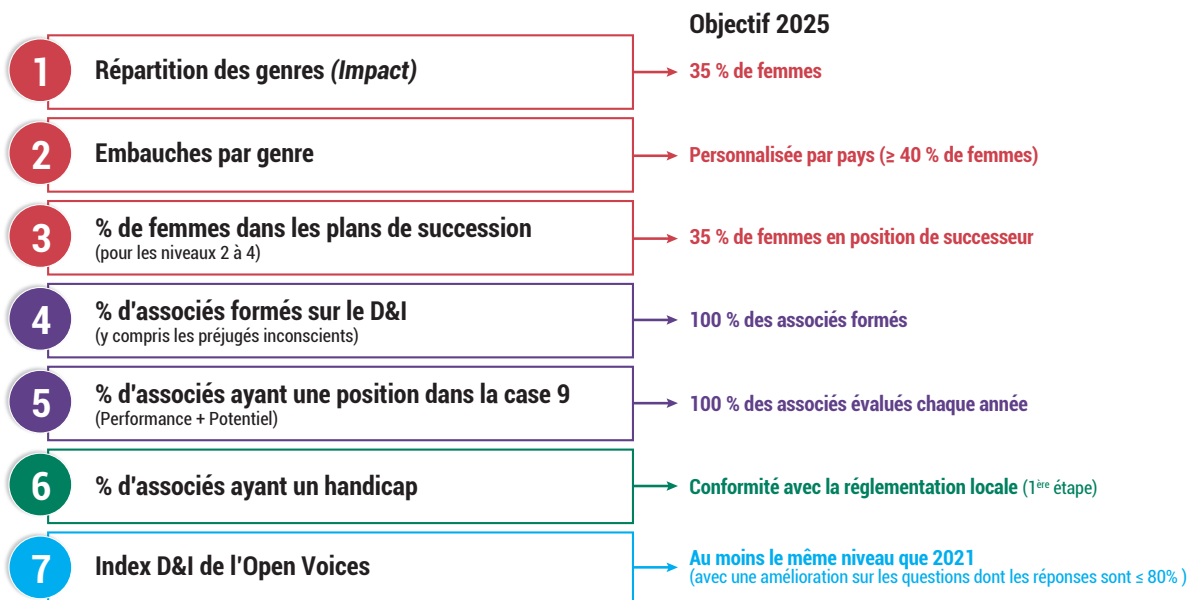 Objectif 2025
1 Répartition des genres (Impact) 35 % de femmes
2 Embauches par genre Personnalisée par pays (≥ 40 % de femmes)
3 % de femmes dans les plans de succession
(pour les niveaux 2 à 4)
35 % de femmes en position de successeur
4 % d'associés formés sur le D&I
(y compris les préjugés inconscients)
100 % des associés formés
5 % d'associés ayant une position dans la case 9
(Performance + Potentiel)
100 % des associés évalués chaque année
6 % d'associés ayant un handicap Conformité avec la réglementation locale (1ère étape)
7 Index D&I de l'Open Voices
Au moins le même niveau que 2021
(avec une amélioration sur les questions dont les réponses sont ≤ 80% )